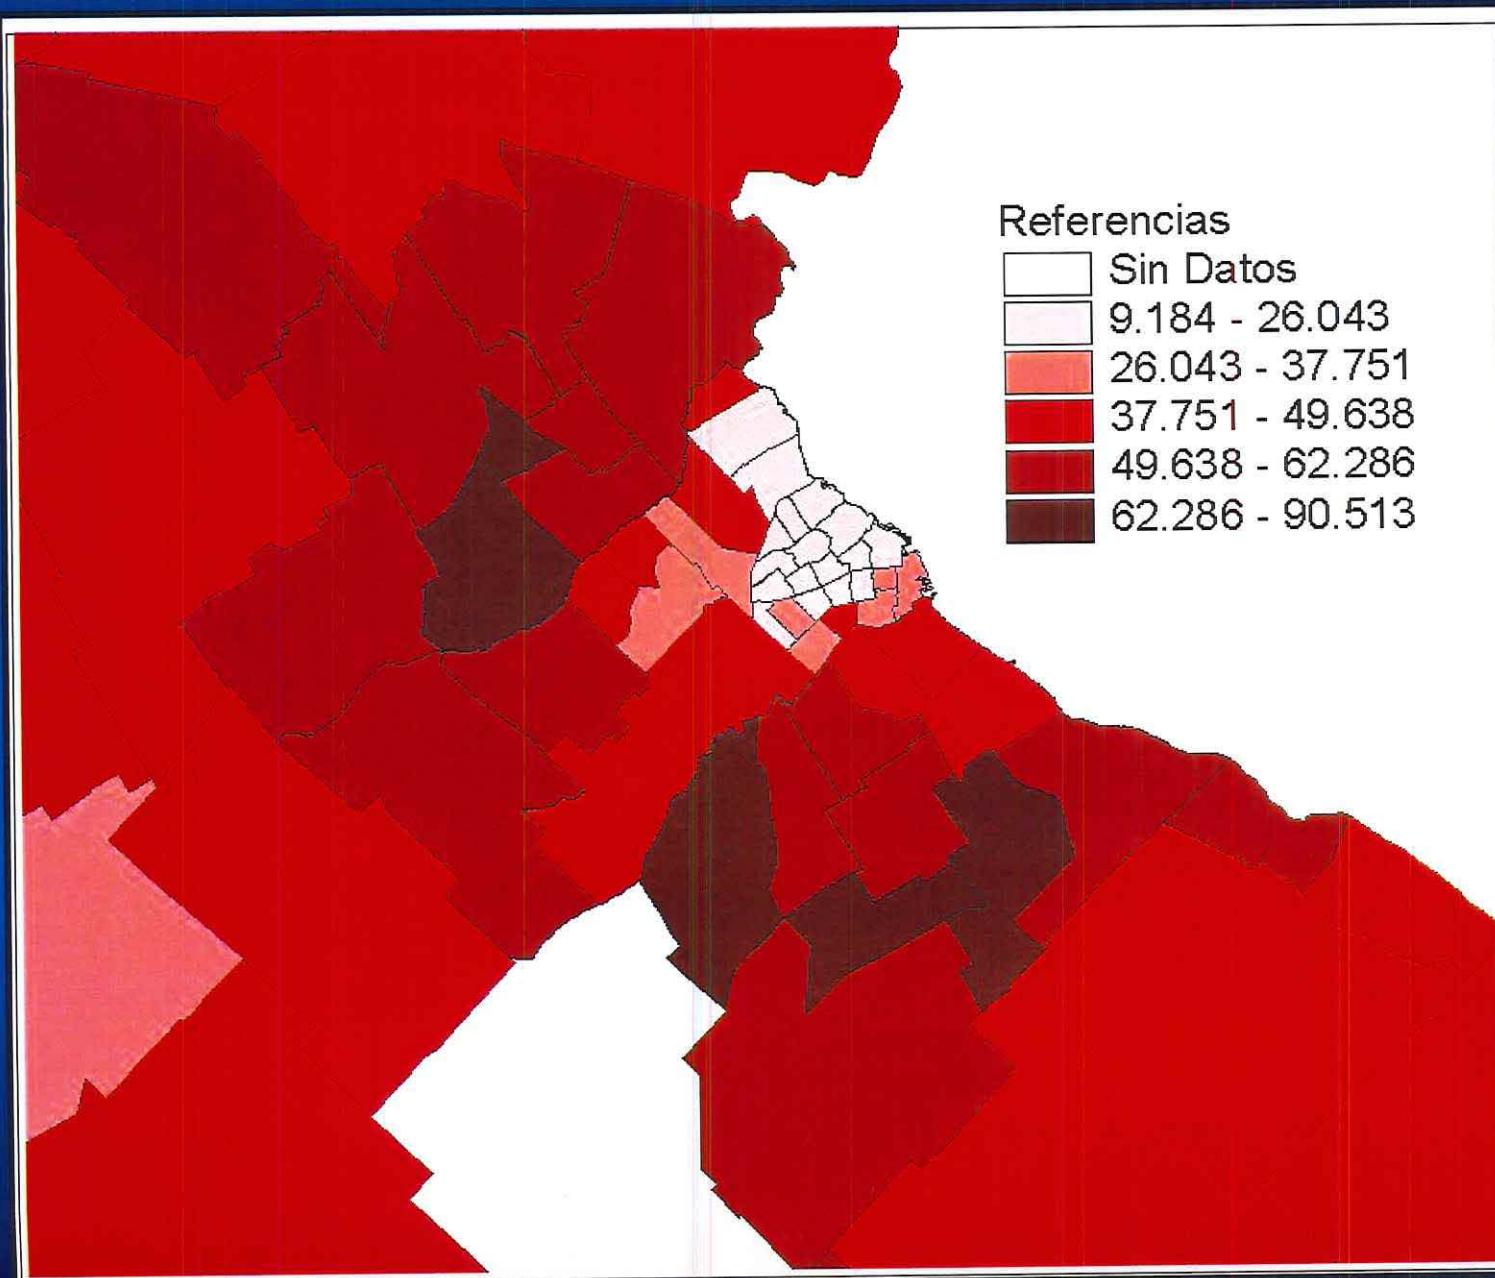 Referencias
Sin Datos
9.184 - 26.043
26.043 - 37.751
37.751 - 49.638
49.638 - 62.286
62.286 - 90.513